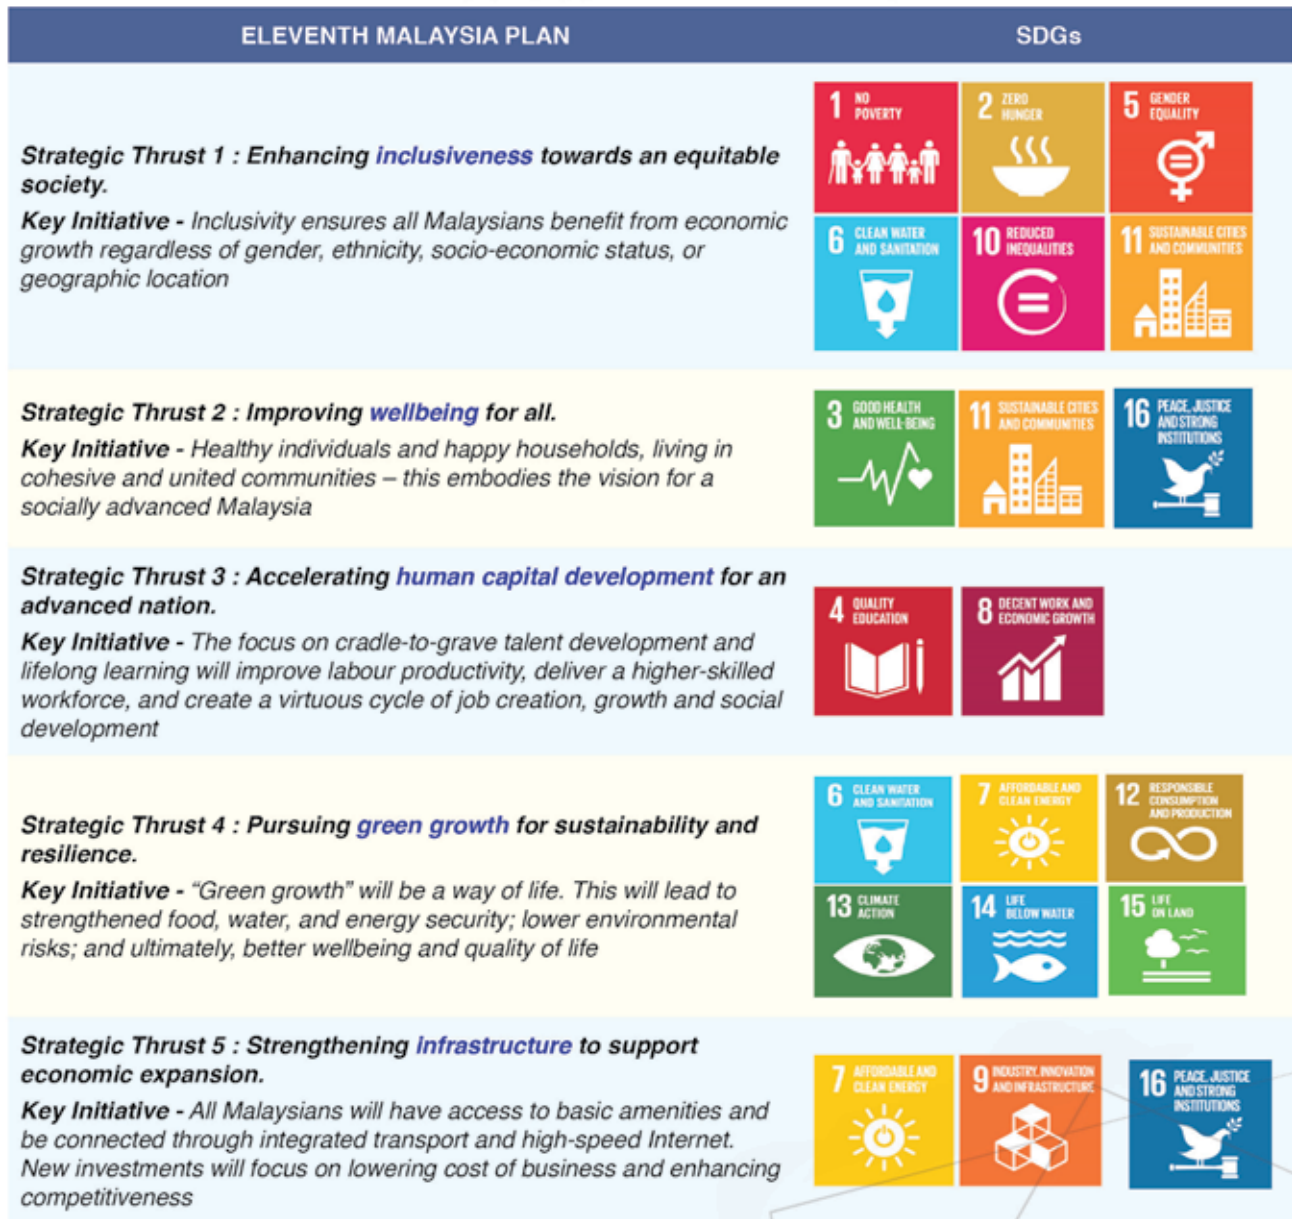 ELEVENTH MALAYSIA PLAN
SDGs
Strategic Thrust 1 : Enhancing inclusiveness towards an equitable
society.
Key Initiative - Inclusivity ensures all Malaysians benefit from economic
growth regardless of gender, ethnicity, socio-economic status, or
geographic location
1 NO
POVERTY
2 ZERO
HUNGER
5 GENDER
EQUALITY
6 CLEAN WATER
AND SANITATION
10 REDUCED
INEQUALITIES
11 SUSTAINABLE CITIES
AND COMMUNITIES
Strategic Thrust 2 : Improving wellbeing for all.
Key Initiative - Healthy individuals and happy households, living in
cohesive and united communities – this embodies the vision for a
socially advanced Malaysia
3 GOOD HEALTH
AND WELL-BEING
11 SUSTAINABLE CITIES
AND COMMUNITIES
16 PEACE, JUSTICE
AND STRONG
INSTITUTIONS
Strategic Thrust 3 : Accelerating human capital development for an
advanced nation.
Key Initiative - The focus on cradle-to-grave talent development and
lifelong learning will improve labour productivity, deliver a higher-skilled
workforce, and create a virtuous cycle of job creation, growth and social
development
4 QUALITY
EDUCATION
8 DECENT WORK AND
ECONOMIC GROWTH
Strategic Thrust 4 : Pursuing green growth for sustainability and
resilience.
Key Initiative - “Green growth” will be a way of life. This will lead to
strengthened food, water, and energy security; lower environmental
risks; and ultimately, better wellbeing and quality of life
6 CLEAN WATER
AND SANITATION
7 AFFORDABLE AND
CLEAN ENERGY
12 RESPONSIBLE
CONSUMPTION
AND PRODUCTION
13 CLIMATE
ACTION
14 LIFE
BELOW WATER
15 LIFE
ON LAND
Strategic Thrust 5 : Strengthening infrastructure to support
economic expansion.
Key Initiative - All Malaysians will have access to basic amenities and
be connected through integrated transport and high-speed Internet.
New investments will focus on lowering cost of business and enhancing
competitiveness
7 AFFORDABLE AND
CLEAN ENERGY
9 INDUSTRY, INNOVATION
AND INFRASTRUCTURE
16 PEACE, JUSTICE
AND STRONG
INSTITUTIONS